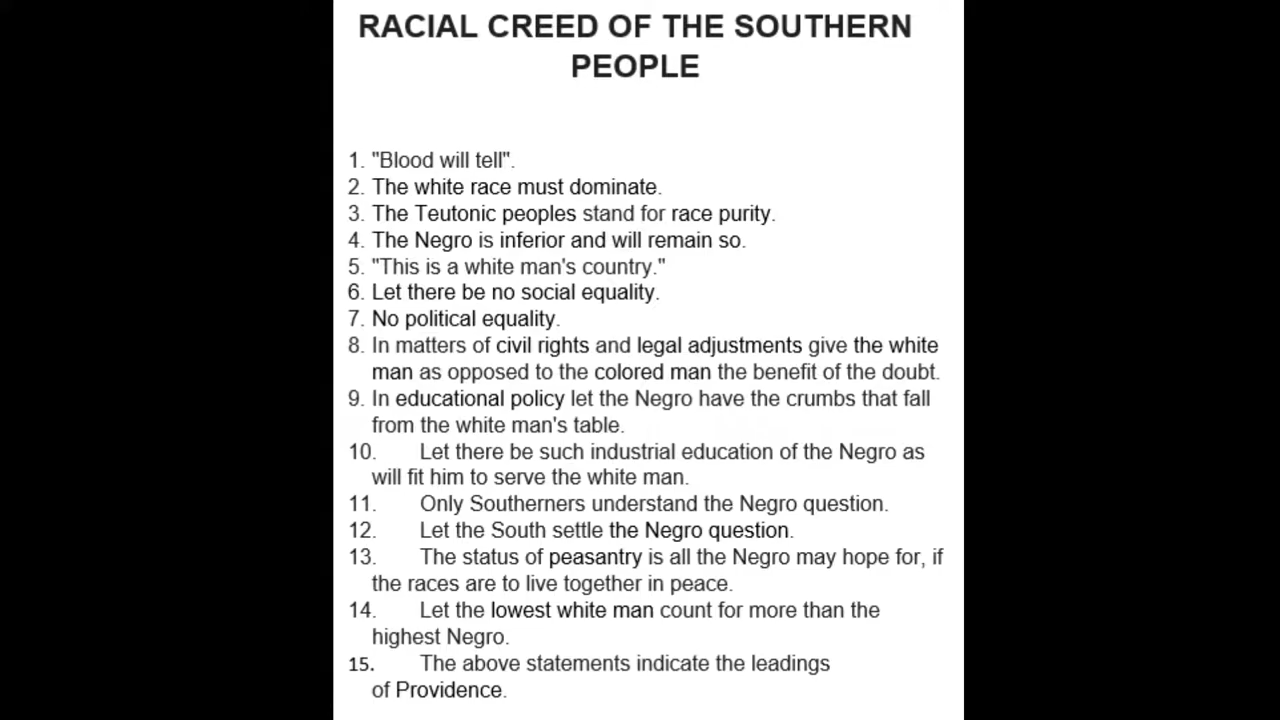 RACIAL CREED OF THE SOUTHERN
PEOPLE
1. "Blood will tell".
2. The white race must dominate.
3. The Teutonic peoples stand for race purity.
4. The Negro is inferior and will remain so.
5. "This is a white man's country."
6. Let there be no social equality.
7. No political equality.
8. In matters of civil rights and legal adjustments give the white
man as opposed to the colored man the benefit of the doubt.
9. In educational policy let the Negro have the crumbs that fall
from the white man's table.
10. Let there be such industrial education of the Negro as
will fit him to serve the white man.
11. Only Southerners understand the Negro question.
12. Let the South settle the Negro question.
13. The status of peasantry is all the Negro may hope for, if
the races are to live together in peace.
14. Let the lowest white man count for more than the
highest Negro.
15. The above statements indicate the leadings
of Providence.